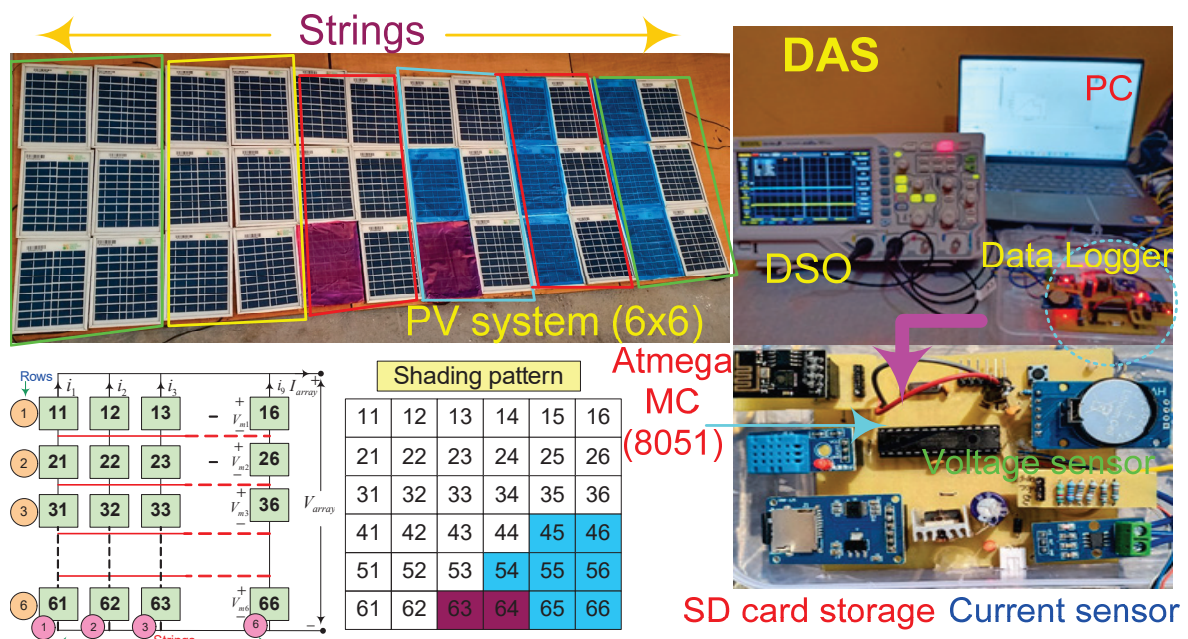 Strings
PV system (6x6)
DAS
PC
DSO
Data Logger
Atmega
MC
(8051)
Voltage sensor
SD card storage
Current sensor
Rows
i1 i2 i3 i9 Iarray
+
1 11 12 13 – 16 + Vm1 –
2 21 22 23 – 26 + Vm2 –
3 31 32 33 36 + Vm3 –
Varray
6 61 62 63 66 + Vm6 –
–
1 2 3 6
Strings
Shading pattern
11 12 13 14 15 16
21 22 23 24 25 26
31 32 33 34 35 36
41 42 43 44 45 46
51 52 53 54 55 56
61 62 63 64 65 66